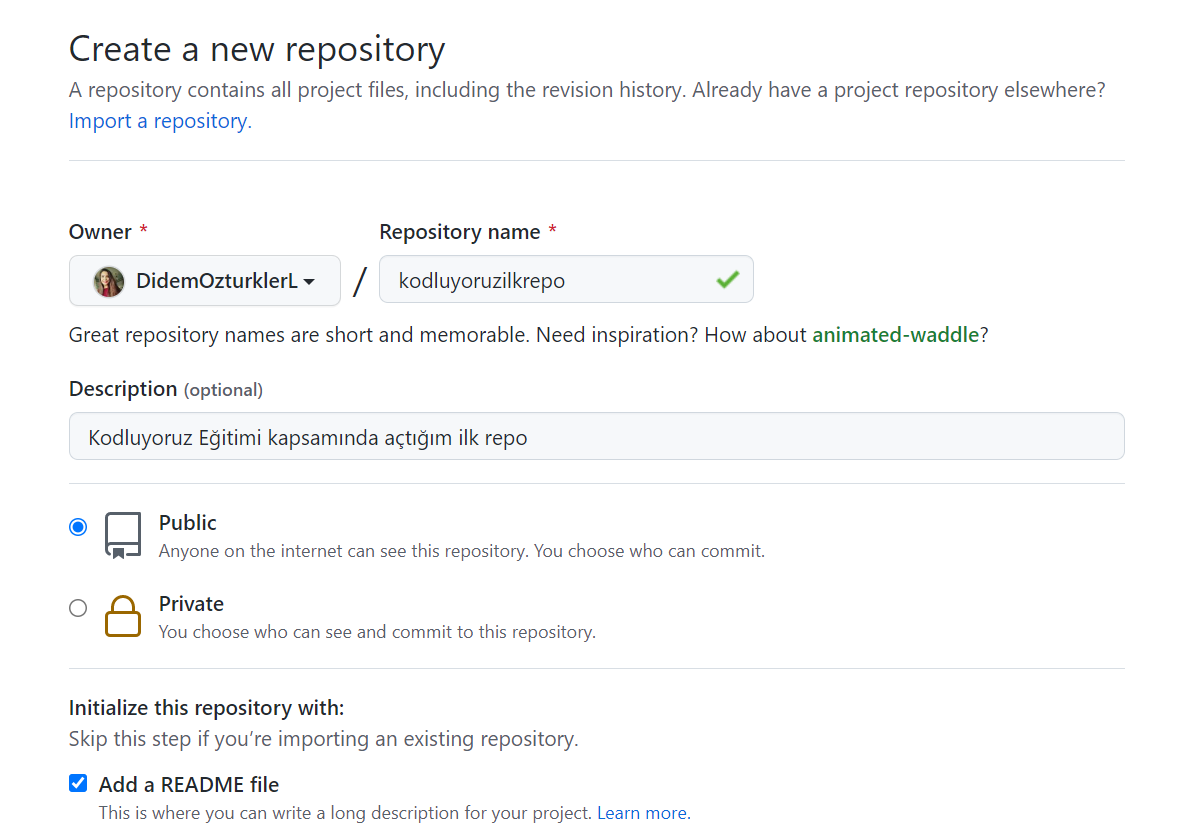 Create a new repository
A repository contains all project files, including the revision history. Already have a project repository elsewhere?
Import a repository.
Owner *
Repository name *
DidemOzturklerL
/
kodluyoruzilkrepo
Great repository names are short and memorable. Need inspiration? How about animated-waddle?
Description (optional)
Kodluyoruz Eğitimi kapsamında açtığım ilk repo
Public
Anyone on the internet can see this repository. You choose who can commit.
Private
You choose who can see and commit to this repository.
Initialize this repository with:
Skip this step if you’re importing an existing repository.
Add a README file
This is where you can write a long description for your project. Learn more.